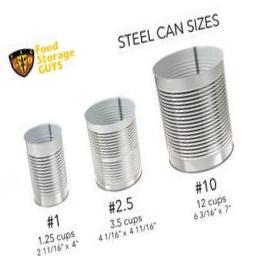 Food
Storage
GUYS
STEEL CAN SIZES
#1
1.25 cups
2 11/16" x 4"
#2.5
3.5 cups
4 1/16" x 4 11/16"
#10
12 cups
6 3/16" x 7"